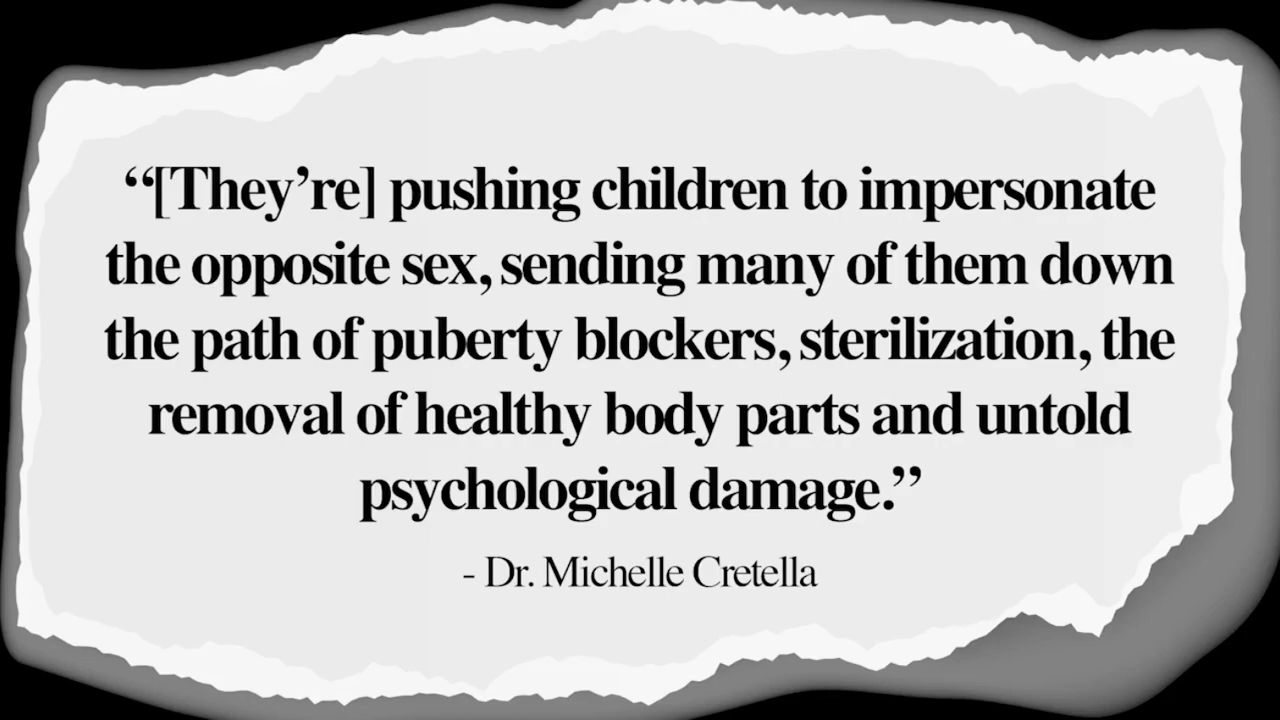 “[They’re] pushing children to impersonate
the opposite sex, sending many of them down
the path of puberty blockers, sterilization, the
removal of healthy body parts and untold
psychological damage.”
- Dr. Michelle Cretella